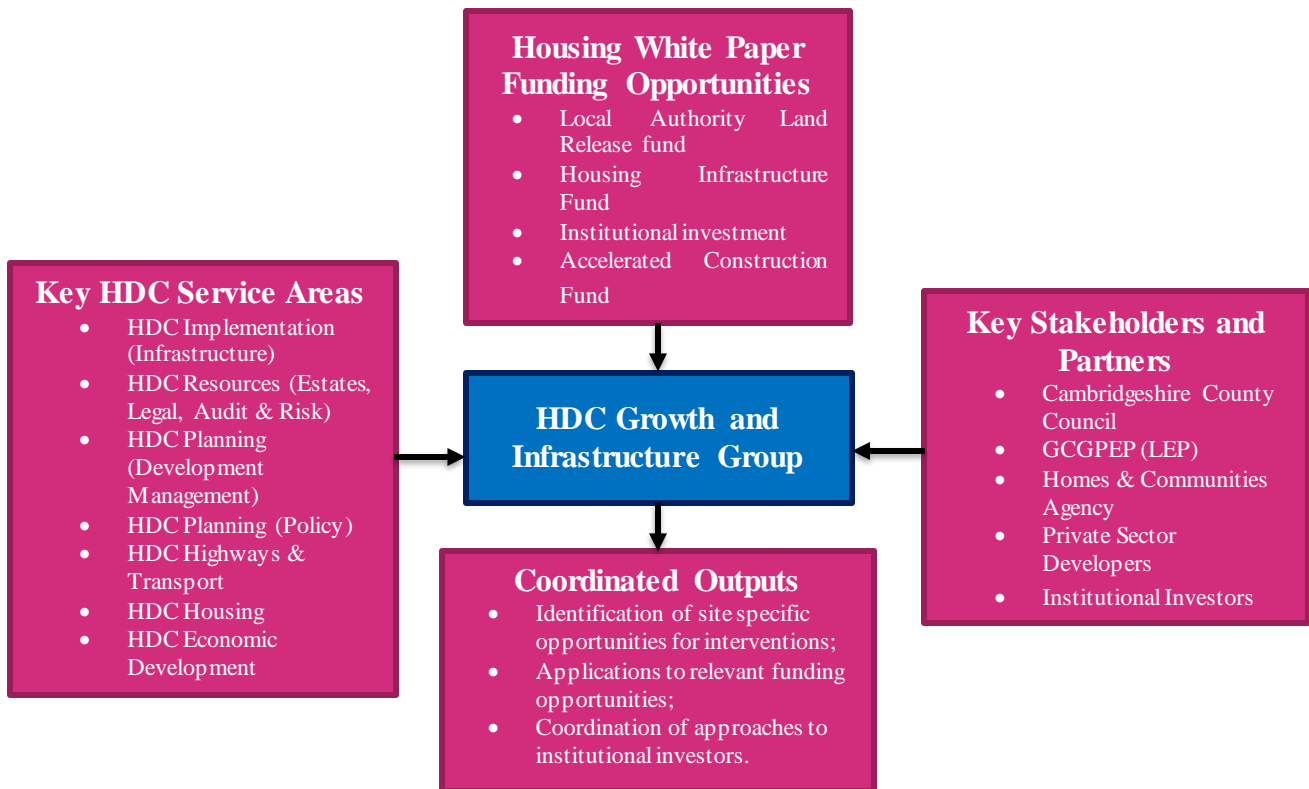 Housing White Paper
Funding Opportunities
• Local Authority Land
Release fund
• Housing Infrastructure
Fund
• Institutional investment
• Accelerated Construction
Fund
Key HDC Service Areas
• HDC Implementation
(Infrastructure)
• HDC Resources (Estates,
Legal, Audit & Risk)
• HDC Planning
(Development
Management)
• HDC Planning (Policy)
• HDC Highways &
Transport
• HDC Housing
• HDC Economic
Development
HDC Growth and
Infrastructure Group
Key Stakeholders and
Partners
• Cambridgeshire County
Council
• GCGPEP (LEP)
• Homes & Communities
Agency
• Private Sector
Developers
• Institutional Investors
Coordinated Outputs
• Identification of site specific
opportunities for interventions;
• Applications to relevant funding
opportunities;
• Coordination of approaches to
institutional investors.